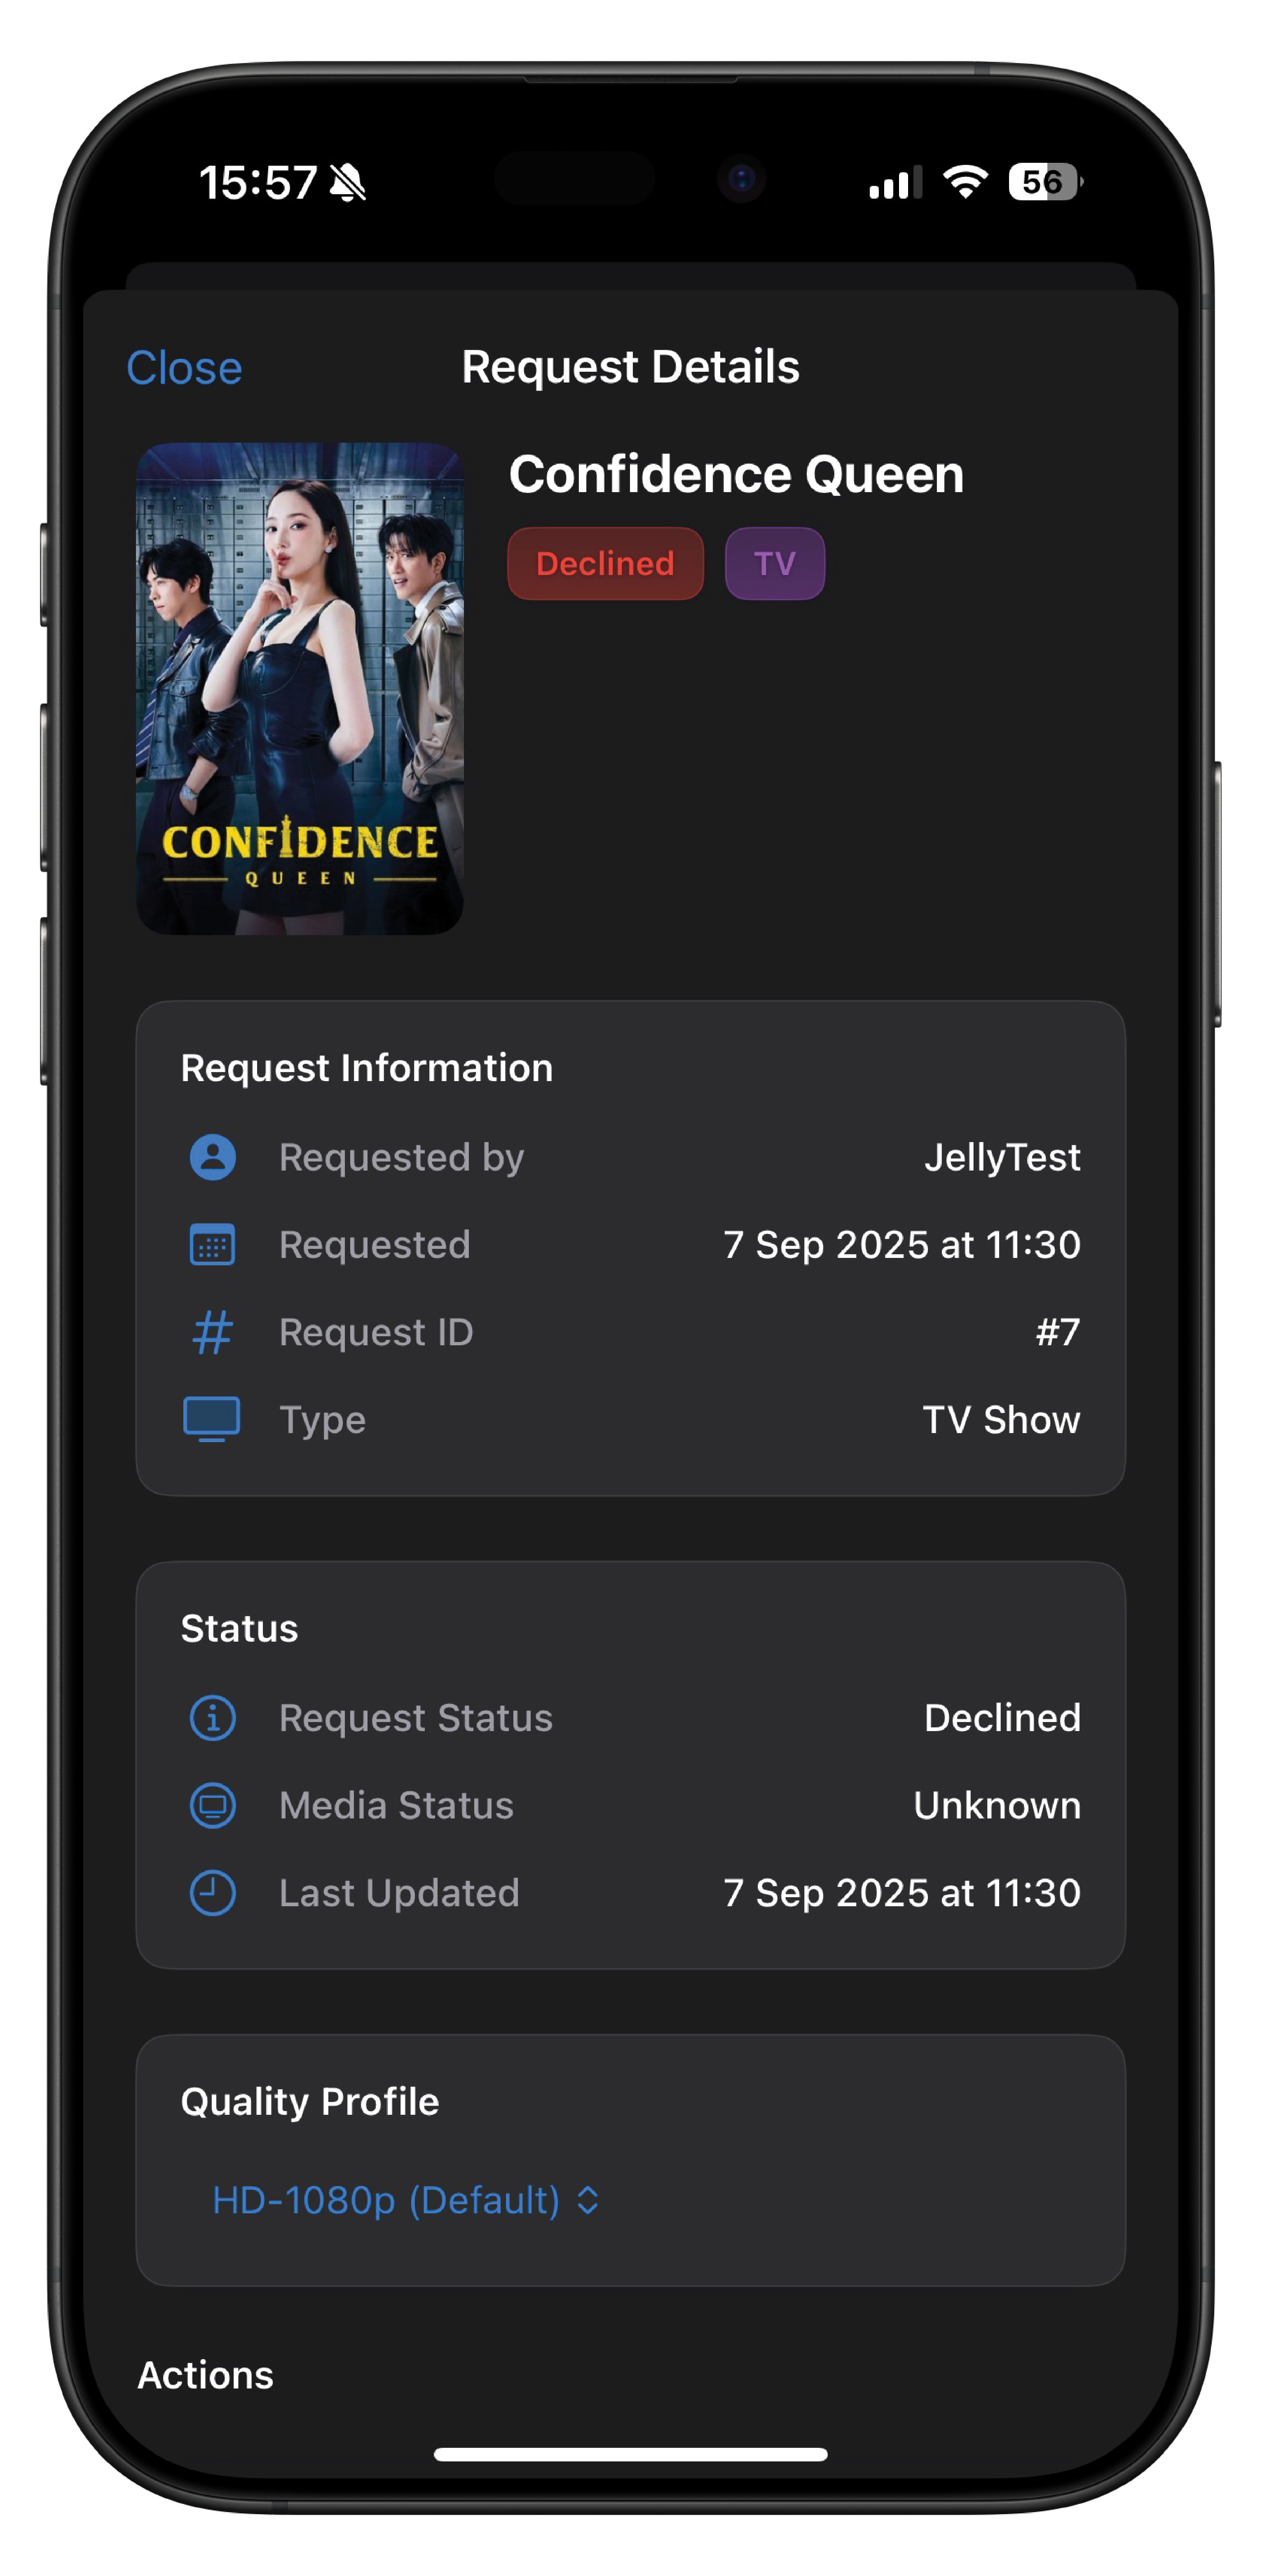 15:57
56
Close
Request Details
Confidence Queen
Declined
TV
CONFIDENCE
QUEEN
Request Information
Requested by
JellyTest
Requested
7 Sep 2025 at 11:30
Request ID
#7
Type
TV Show
Status
Request Status
Declined
Media Status
Unknown
Last Updated
7 Sep 2025 at 11:30
Quality Profile
HD-1080p (Default)
Actions